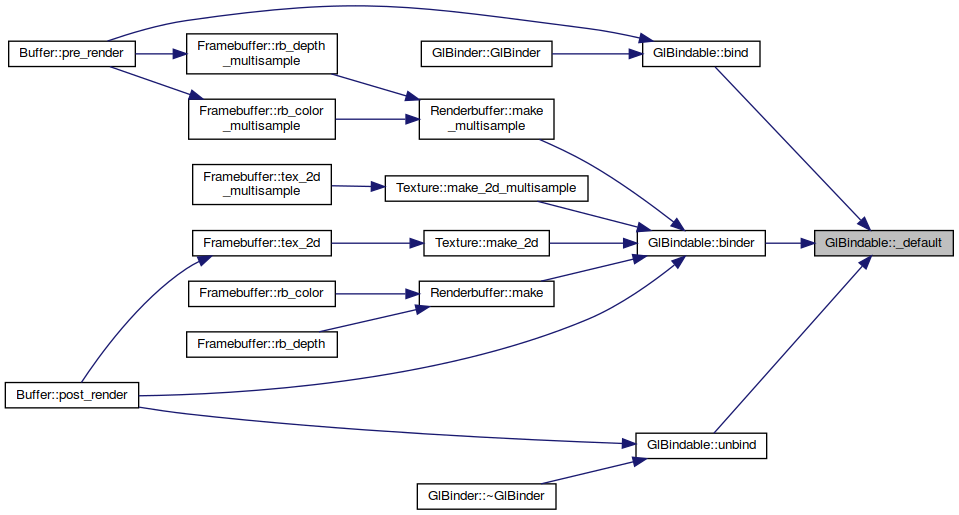 Buffer::pre_render
Framebuffer::rb_depth
_multisample
GlBinder::GlBinder
GlBindable::bind
Framebuffer::rb_color
_multisample
Renderbuffer::make
_multisample
Framebuffer::tex_2d
_multisample
Texture::make_2d_multisample
Framebuffer::tex_2d
Texture::make_2d
GlBindable::binder
GlBindable::_default
Framebuffer::rb_color
Renderbuffer::make
Framebuffer::rb_depth
Buffer::post_render
GlBindable::unbind
GlBinder::~GlBinder